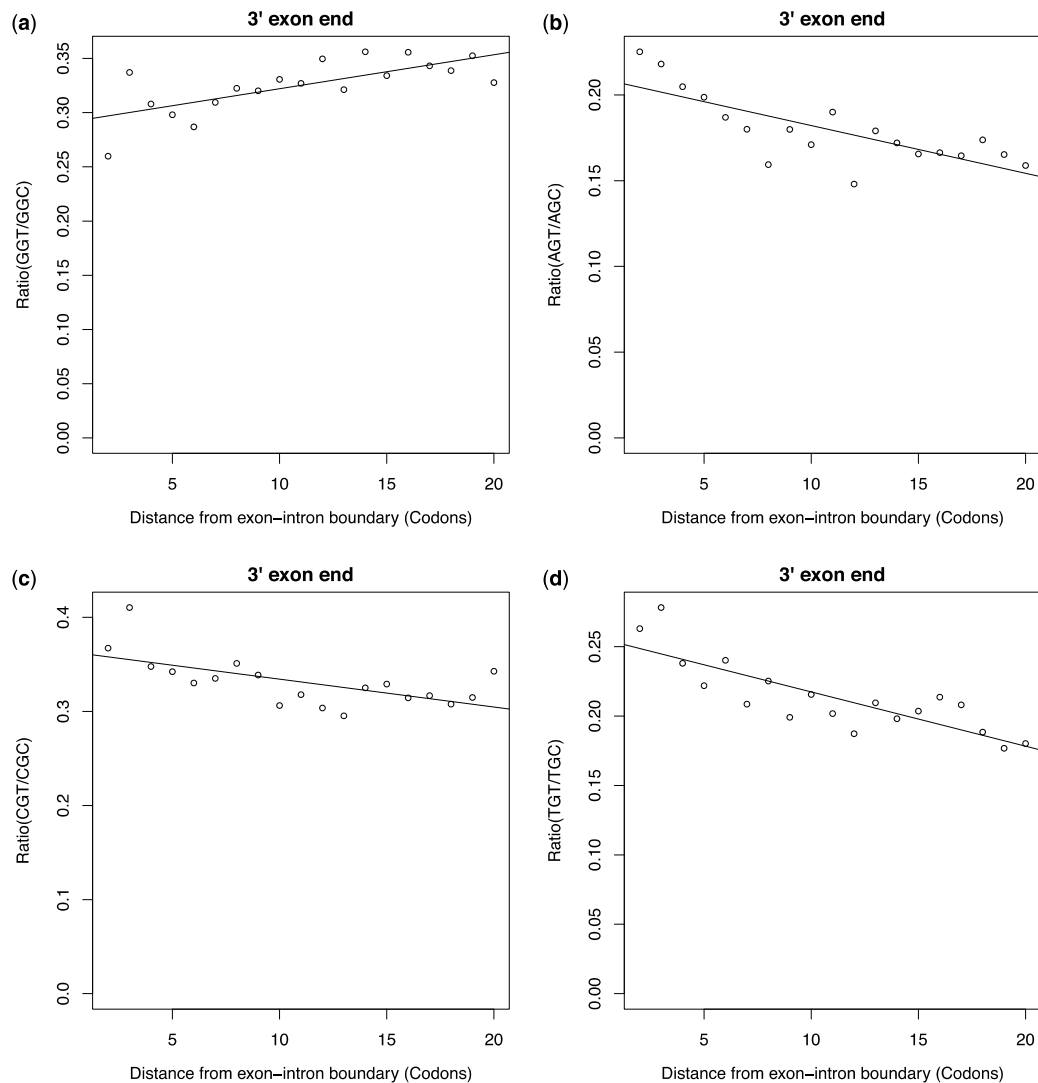 (a)
3' exon end
Ratio(GGT/GGC)
0.35
0.30
0.25
0.20
0.15
0.10
0.05
0.00
5 10 15 20
Distance from exon−intron boundary (Codons)
(b)
3' exon end
Ratio(AGT/AGC)
0.20
0.15
0.10
0.05
0.00
5 10 15 20
Distance from exon−intron boundary (Codons)
(c)
3' exon end
Ratio(CGT/CGC)
0.4
0.3
0.2
0.1
0.0
5 10 15 20
Distance from exon−intron boundary (Codons)
(d)
3' exon end
Ratio(TGT/TGC)
0.25
0.20
0.15
0.10
0.05
0.00
5 10 15 20
Distance from exon−intron boundary (Codons)